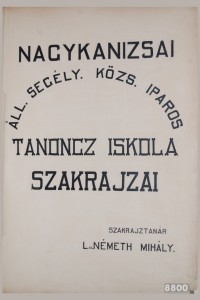 NAGYKANIZSAI
ÁLL. SEGÉLY. KÖZS. IPAROS
TANONCZ ISKOLA
SZAKRAJZAI
SZAKRAJZTANÁR
NÉMETH MIHÁLY.
8800